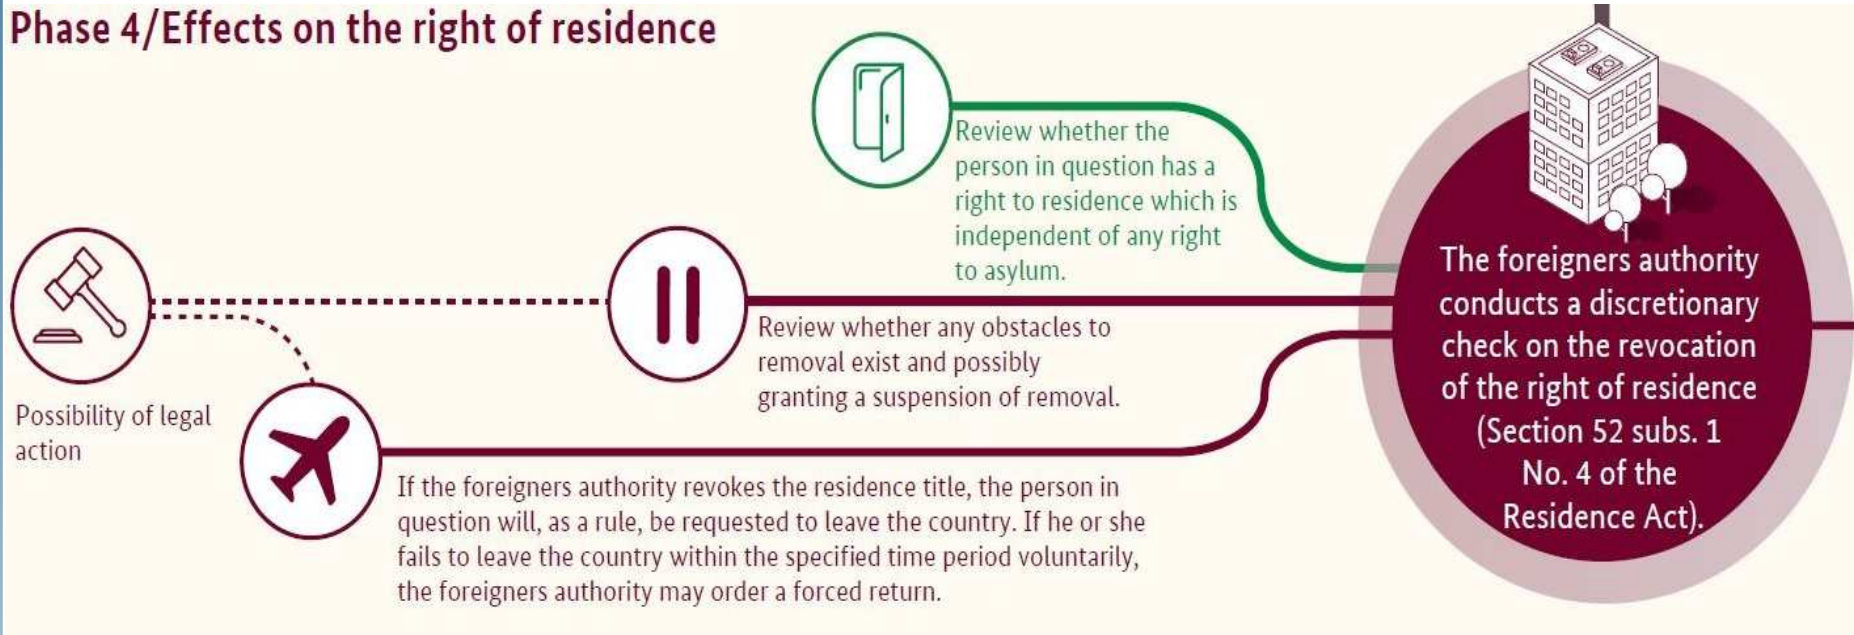 Phase 4/Effects on the right of residence
Review whether the
person in question has a
right to residence which is
independent of any right
to asylum.
The foreigners authority
conducts a discretionary
check on the revocation
of the right of residence
(Section 52 subs. 1
No. 4 of the
Residence Act).
Review whether any obstacles to
removal exist and possibly
granting a suspension of removal.
Possibility of legal
action
If the foreigners authority revokes the residence title, the person in
question will, as a rule, be requested to leave the country. If he or she
fails to leave the country within the specified time period voluntarily,
the foreigners authority may order a forced return.